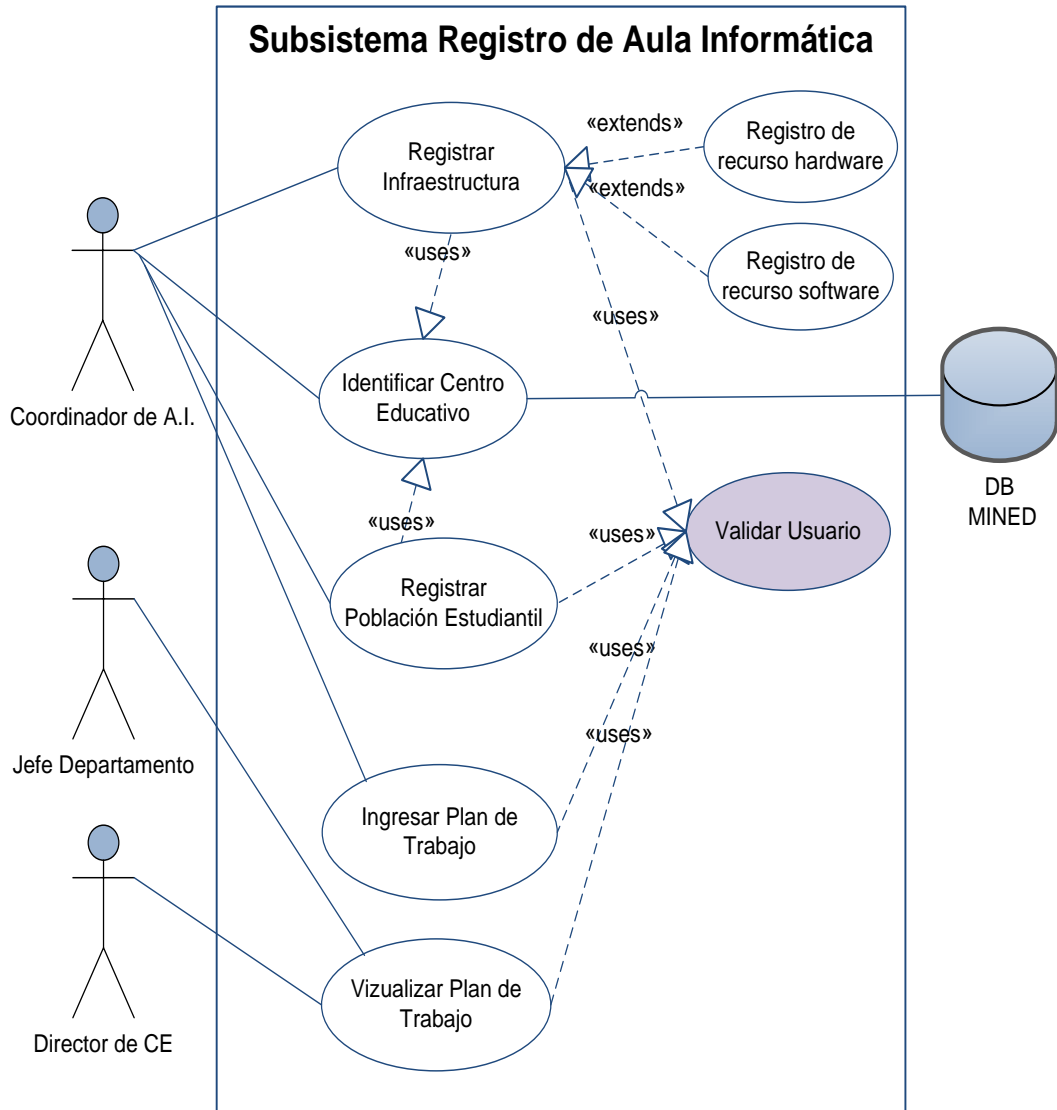 Subsistema Registro de Aula Informática
«extends»
Registro de
recurso hardware
Registrar
Infraestructura
«extends»
«uses»
Registro de
recurso software
«uses»
Identificar Centro
Educativo
Coordinador de A.I.
DB
MINED
«uses»
«uses»
Validar Usuario
Registrar
Población Estudiantil
«uses»
«uses»
Jefe Departamento
Ingresar Plan de
Trabajo
Vizualizar Plan de
Trabajo
Director de CE